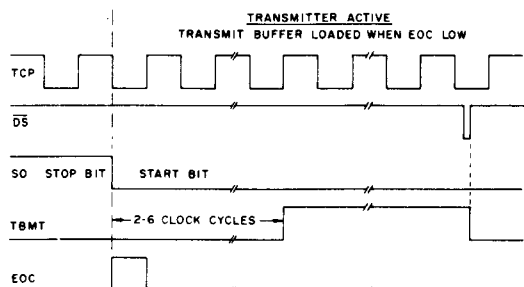 TRANSMITTER ACTIVE
TRANSMIT BUFFER LOADED WHEN EOC LOW
TCP
DS
SO STOP BIT START BIT
2-6 CLOCK CYCLES
TBMT
EOC